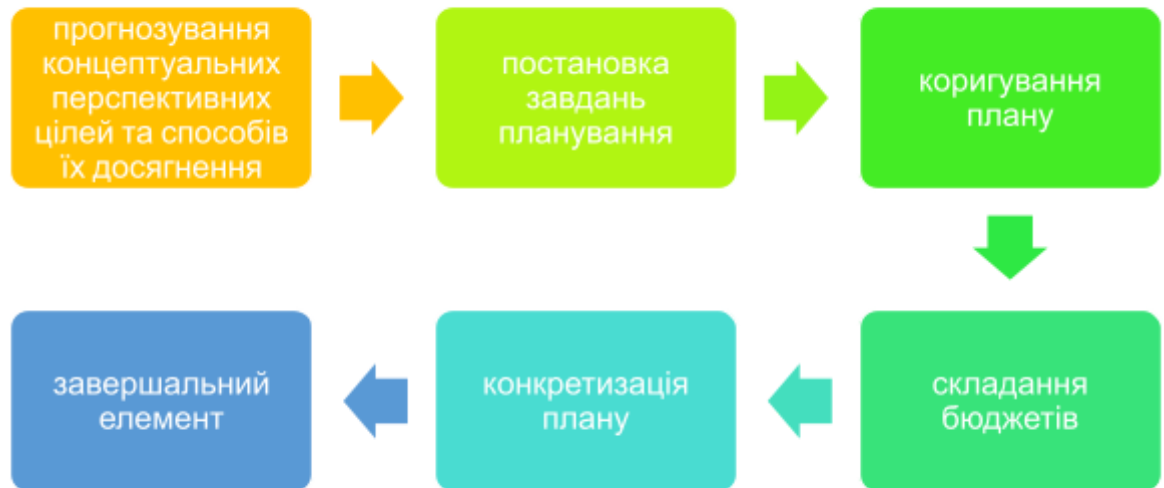 прогнозування
концептуальних
перспективних
цілей та способів
їх досягнення
постановка
завдань
планування
коригування
плану
складання
бюджетів
конкретизація
плану
завершальний
елемент